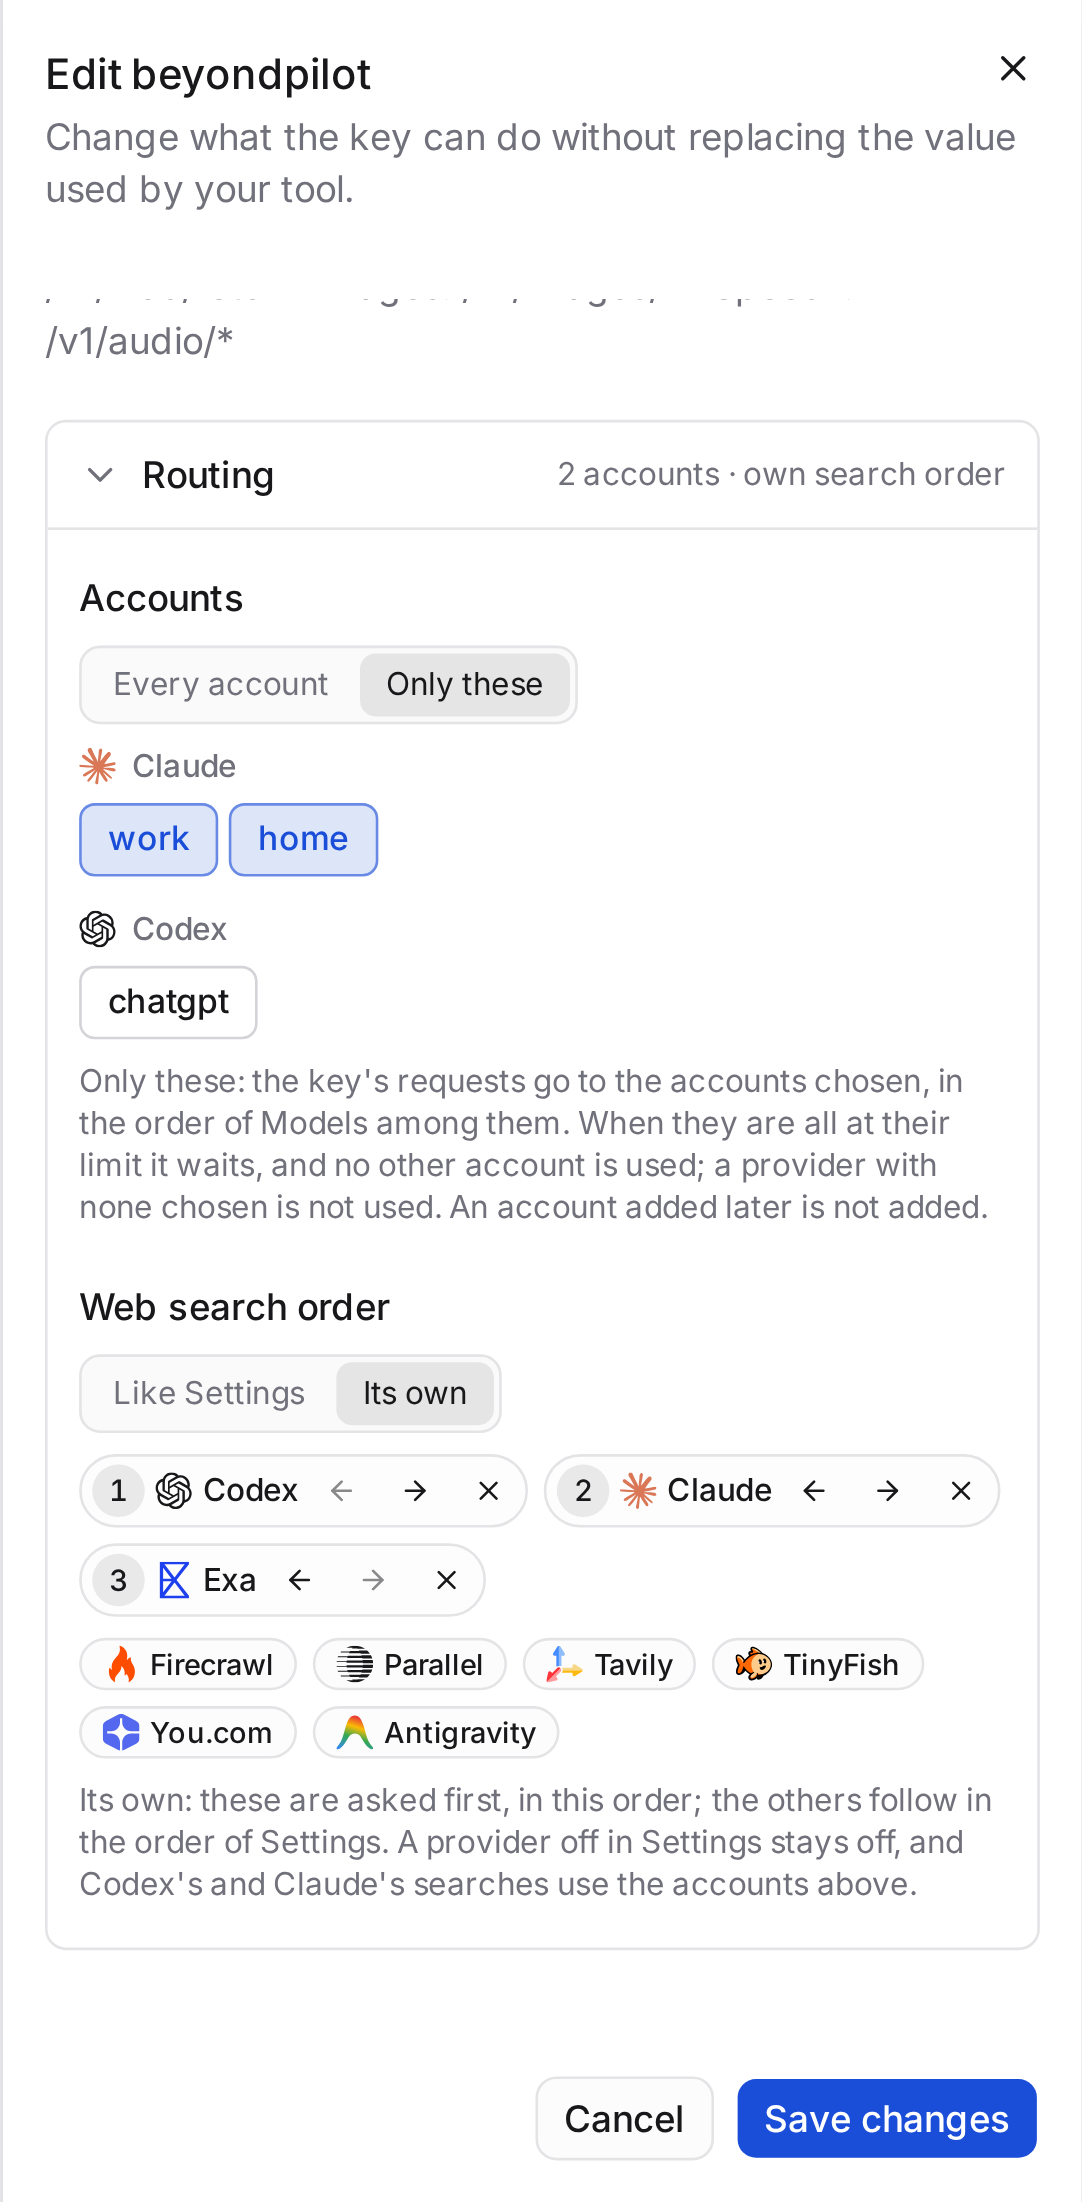 Edit beyondpilot
Change what the key can do without replacing the value
used by your tool.
/v1/audio/*
Routing
2 accounts · own search order
Accounts
Every account
Only these
Claude
work
home
Codex
chatgpt
Only these: the key's requests go to the accounts chosen, in
the order of Models among them. When they are all at their
limit it waits, and no other account is used; a provider with
none chosen is not used. An account added later is not added.
Web search order
Like Settings
Its own
1 Codex
2 Claude
3 Exa
Firecrawl
Parallel
Tavily
TinyFish
You.com
Antigravity
Its own: these are asked first, in this order; the others follow in
the order of Settings. A provider off in Settings stays off, and
Codex's and Claude's searches use the accounts above.
Cancel
Save changes